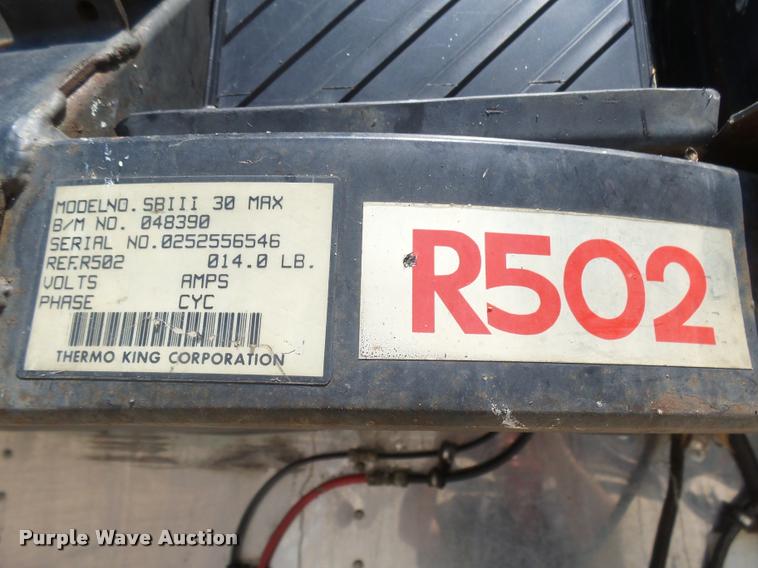 MODELNO. SBIII 30 MAX
B/M NO. 048390
SERIAL NO. 0252556546
REF.R502 014.0 LB.
VOLTS AMPS
PHASE CYC
THERMO KING CORPORATION
R502
Purple Wave Auction